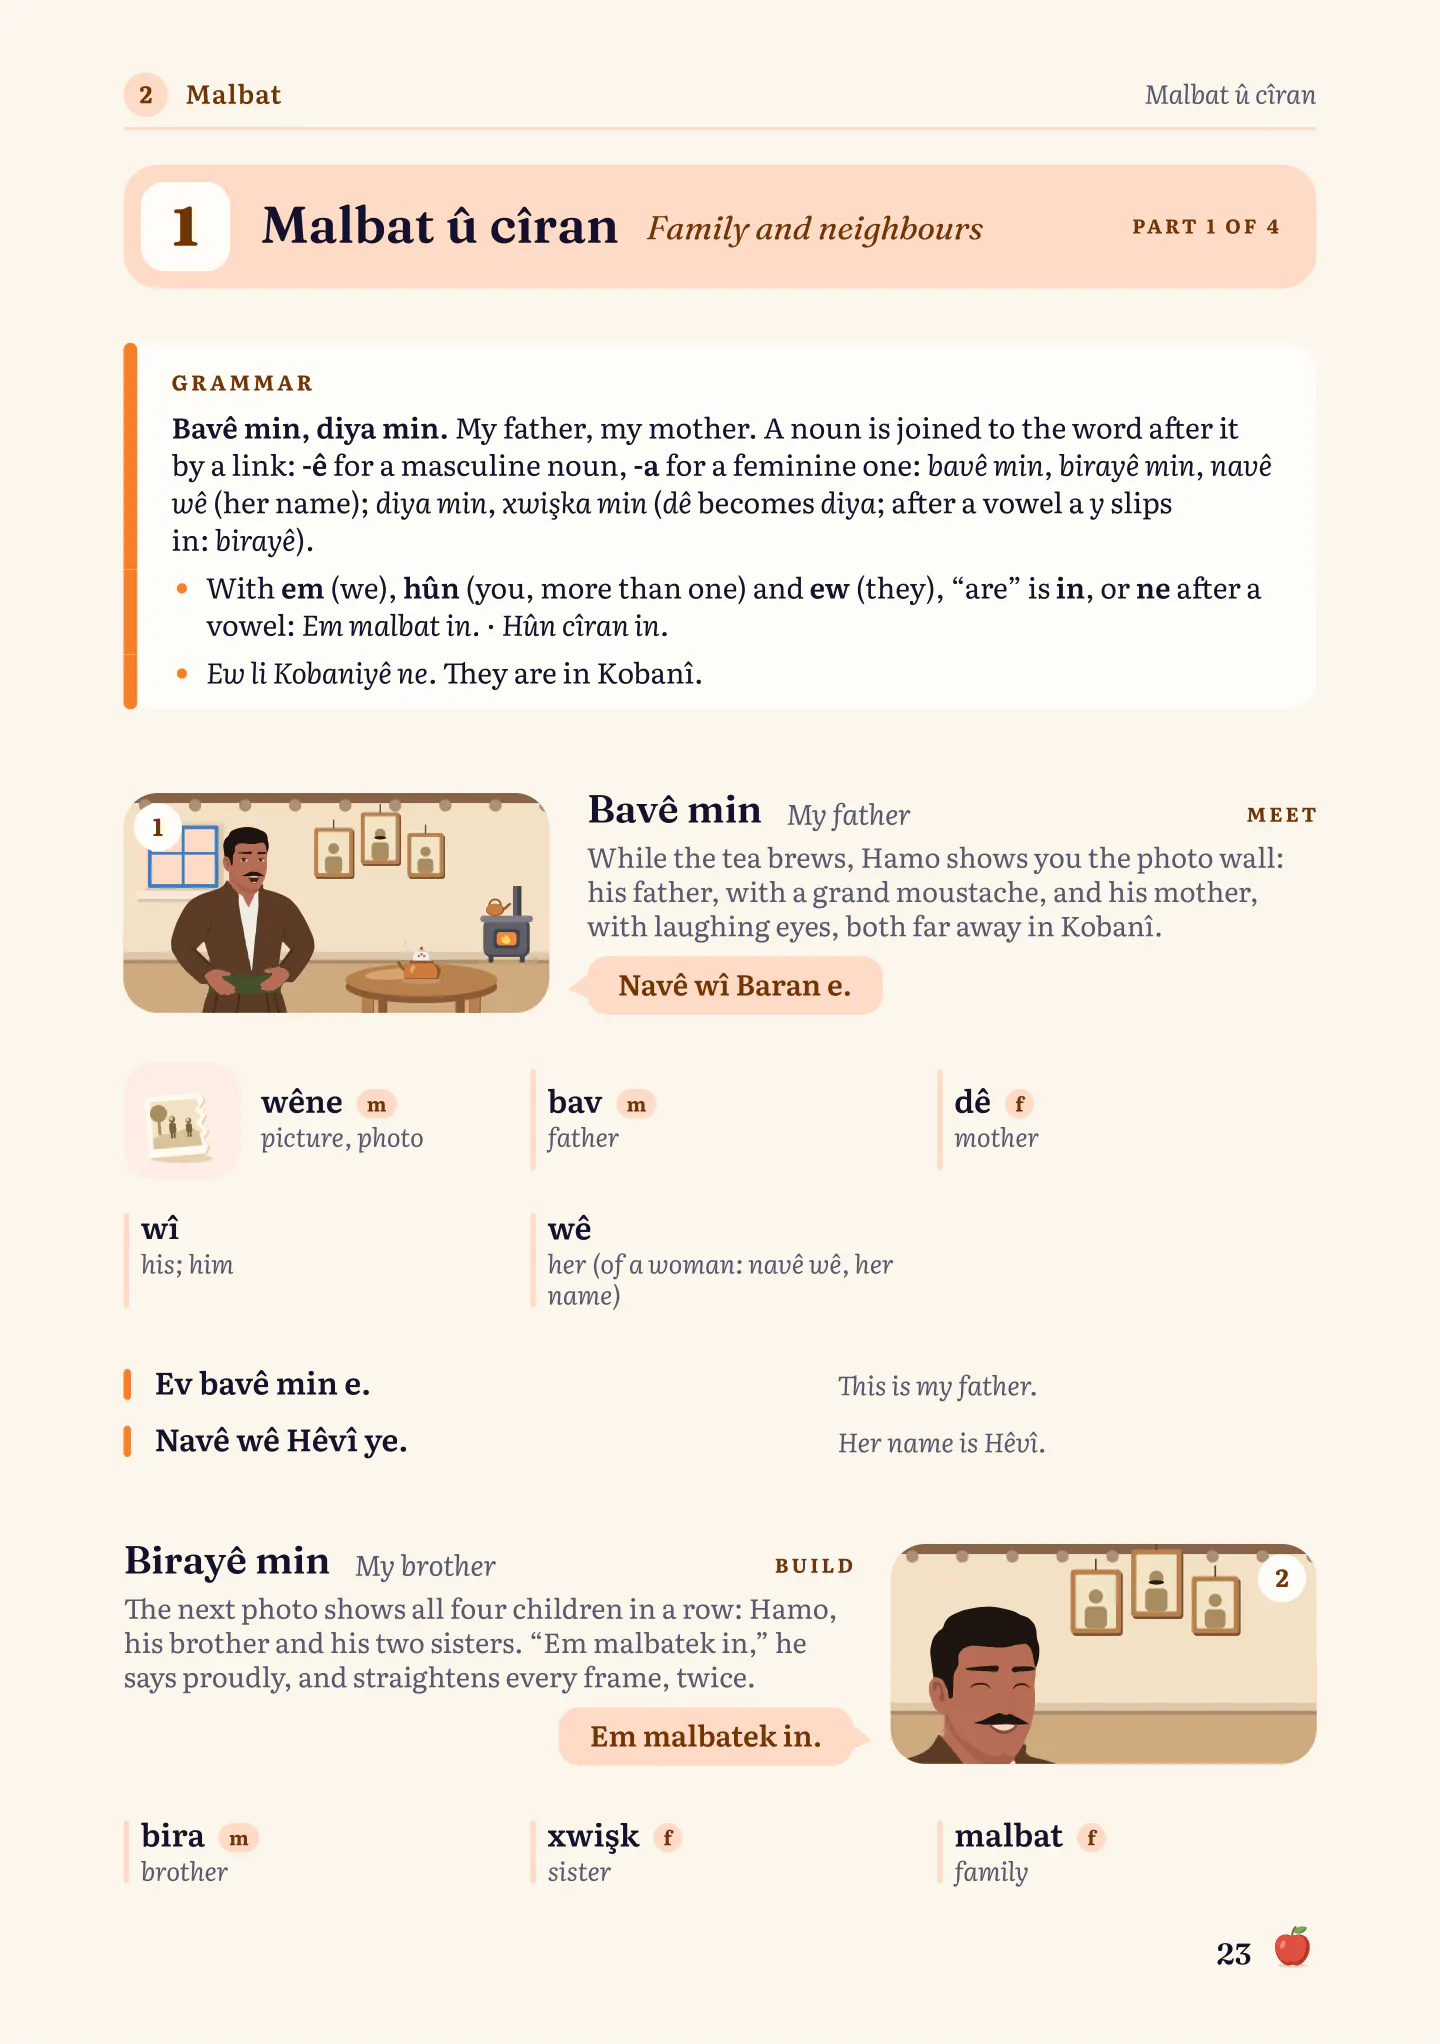 2 Malbat
Malbat û cîran
1 Malbat û cîran Family and neighbours PART 1 OF 4
GRAMMAR
Bavê min, diya min. My father, my mother. A noun is joined to the word after it
by a link: -ê for a masculine noun, -a for a feminine one: bavê min, birayê min, navê
wê (her name); diya min, xwişka min (dê becomes diya; after a vowel a y slips
in: birayê).
• With em (we), hûn (you, more than one) and ew (they), “are” is in, or ne after a
vowel: Em malbat in. · Hûn cîran in.
• Ew li Kobaniyê ne. They are in Kobanî.
1
Bavê min My father MEET
While the tea brews, Hamo shows you the photo wall:
his father, with a grand moustache, and his mother,
with laughing eyes, both far away in Kobanî.
Navê wî Baran e.
wêne m
picture, photo
bav m
father
dê f
mother
wî
his; him
wê
her (of a woman: navê wê, her
name)
Ev bavê min e. This is my father.
Navê wê Hêvî ye. Her name is Hêvî.
Birayê min My brother BUILD
The next photo shows all four children in a row: Hamo,
his brother and his two sisters. “Em malbatek in,” he
says proudly, and straightens every frame, twice.
Em malbatek in.
2
bira m
brother
xwişk f
sister
malbat f
family
23